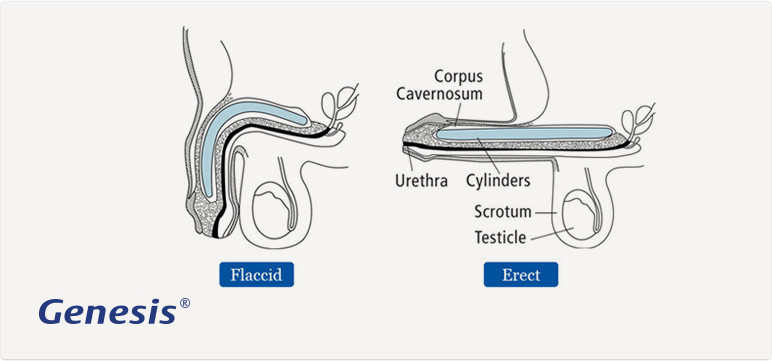 Corpus
Cavernosum
Urethra
Cylinders
Scrotum
Testicle
Flaccid
Erect
Genesis®